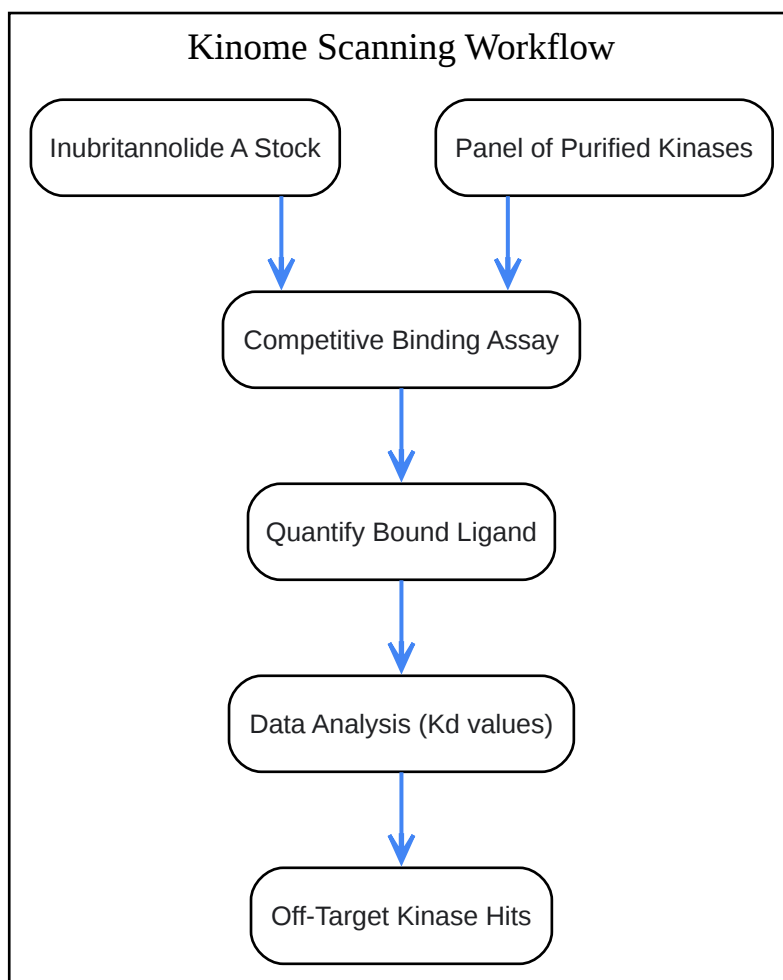 Kinome Scanning Workflow
Inubritannolide A Stock
Panel of Purified Kinases
Competitive Binding Assay
Quantify Bound Ligand
Data Analysis (Kd values)
Off-Target Kinase Hits